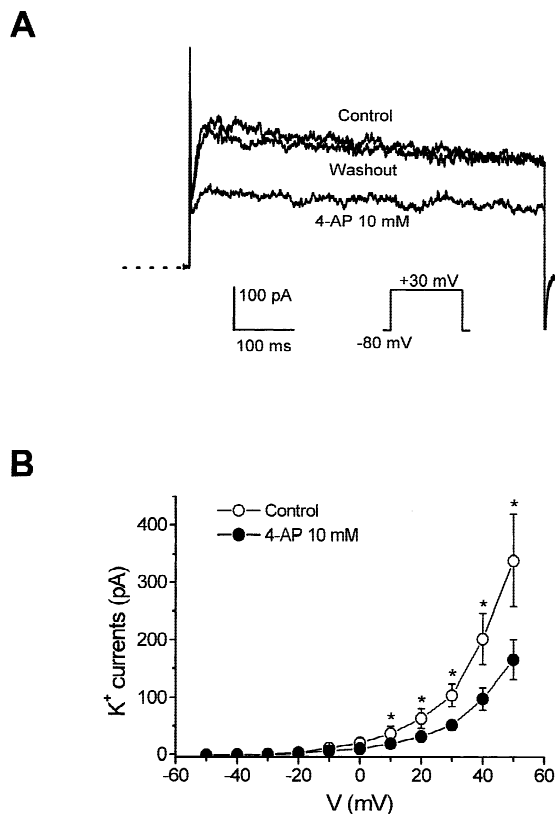 A
Control
Washout
4-AP 10 mM
+30 mV
100 pA
100 ms
-80 mV
B
Control
4-AP 10 mM
*
*
*
*
*
400
300
200
100
0
K+ currents (pA)
-60 -40 -20 0 20 40 60
V (mV)